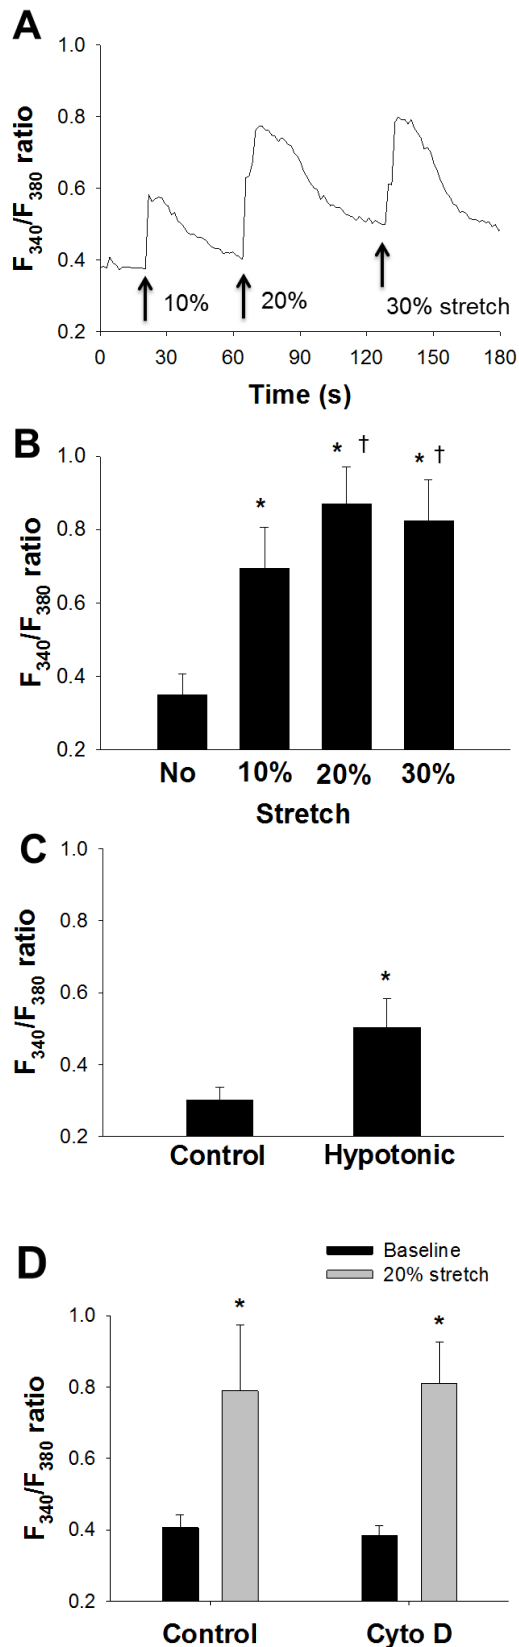 A
1.0
0.8
0.6
0.4
0.2
F340/F380 ratio
10%
20%
30% stretch
0 30 60 90 120 150 180
Time (s)
B
* * † * †
1.0
0.8
0.6
0.4
0.2
F340/F380 ratio
No 10% 20% 30%
Stretch
C
1.0
0.8
0.6
0.4
0.2
F340/F380 ratio
*
Control Hypotonic
D
Baseline
20% stretch
* *
1.0
0.8
0.6
0.4
0.2
F340/F380 ratio
Control Cyto D